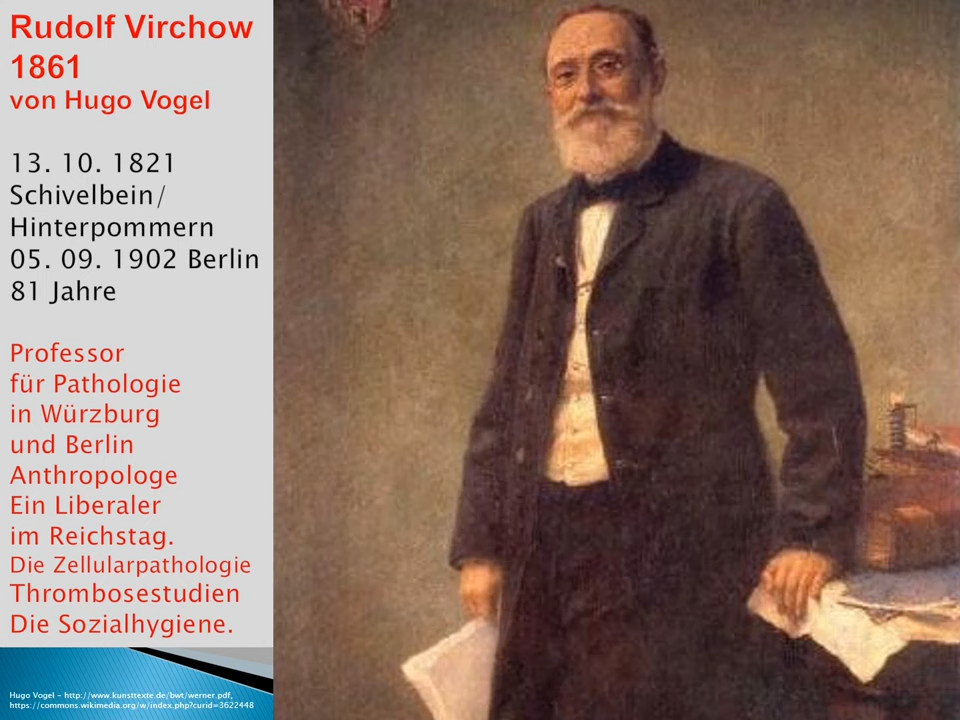 Rudolf Virchow
1861
von Hugo Vogel
13. 10. 1821
Schivelbein/
Hinterpommern
05. 09. 1902 Berlin
81 Jahre
Professor
für Pathologie
in Würzburg
und Berlin
Anthropologe
Ein Liberaler
im Reichstag.
Die Zellularpathologie
Thrombosestudien
Die Sozialhygiene.
Hugo Vogel - http://www.kunsttexte.de/bwt/werner.pdf,
https://commons.wikimedia.org/w/index.php?curid=3622448